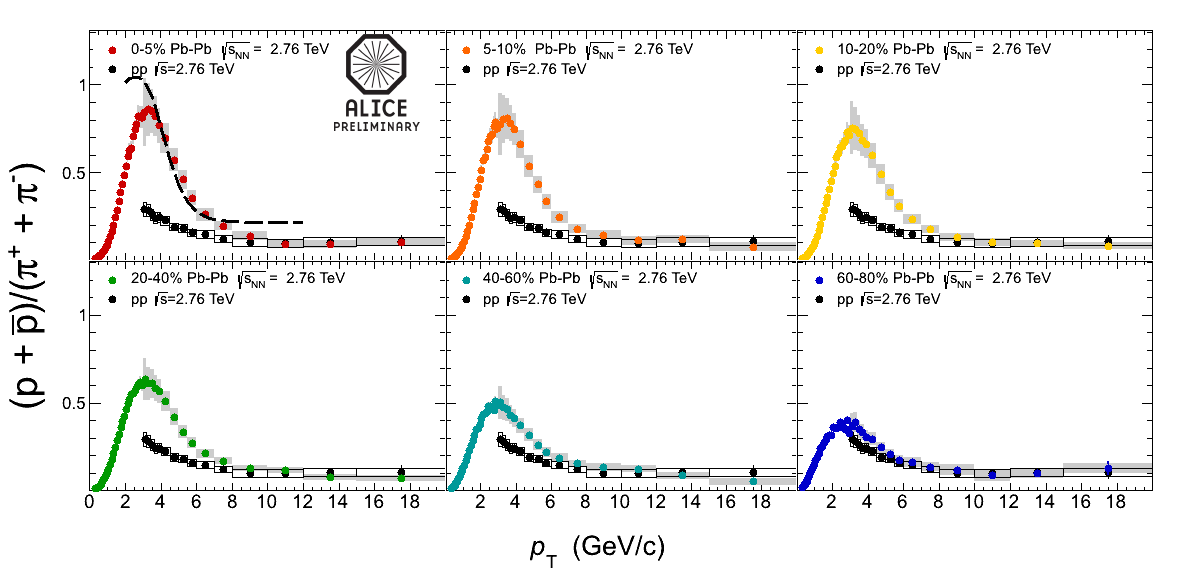 (p + p̅)/(π⁺ + π⁻)
0-5% Pb-Pb √sNN = 2.76 TeV
pp √s=2.76 TeV
ALICE
PRELIMINARY
1
0.5
5-10% Pb-Pb √sNN = 2.76 TeV
pp √s=2.76 TeV
10-20% Pb-Pb √sNN = 2.76 TeV
pp √s=2.76 TeV
20-40% Pb-Pb √sNN = 2.76 TeV
pp √s=2.76 TeV
1
0.5
40-60% Pb-Pb √sNN = 2.76 TeV
pp √s=2.76 TeV
60-80% Pb-Pb √sNN = 2.76 TeV
pp √s=2.76 TeV
0 2 4 6 8 10 12 14 16 18 2 4 6 8 10 12 14 16 18 2 4 6 8 10 12 14 16 18
pT (GeV/c)